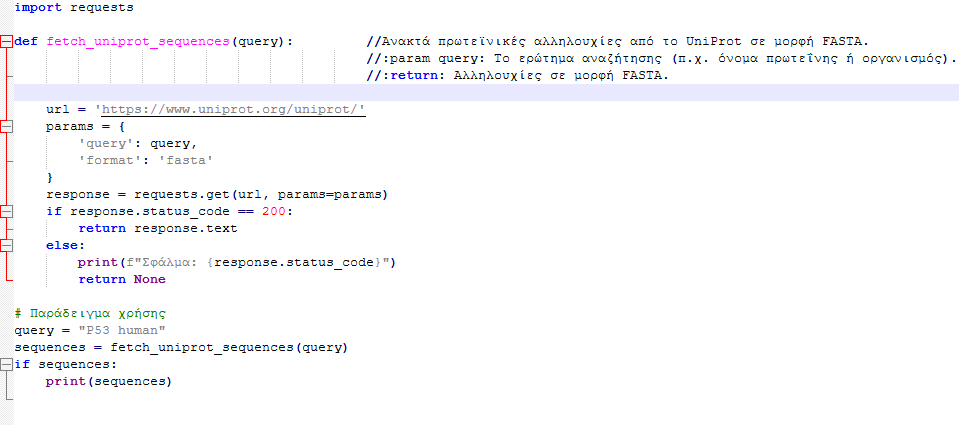 import requests
def fetch_uniprot_sequences(query): //Ανακτά πρωτεϊνικές αλληλουχίες από το UniProt σε μορφή FASTA.
//:param query: Το ερώτημα αναζήτησης (π.χ. όνομα πρωτεΐνης ή οργανισμός).
//:return: Αλληλουχίες σε μορφή FASTA.
url = 'https://www.uniprot.org/uniprot/'
params = {
'query': query,
'format': 'fasta'
}
response = requests.get(url, params=params)
if response.status_code == 200:
return response.text
else:
print(f"Σφάλμα: {response.status_code}")
return None
# Παράδειγμα χρήσης
query = "P53 human"
sequences = fetch_uniprot_sequences(query)
if sequences:
print(sequences)